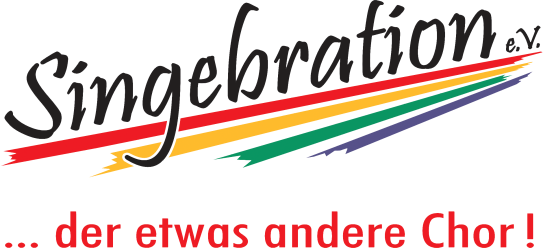 Singebration e.V.
... der etwas andere Chor!